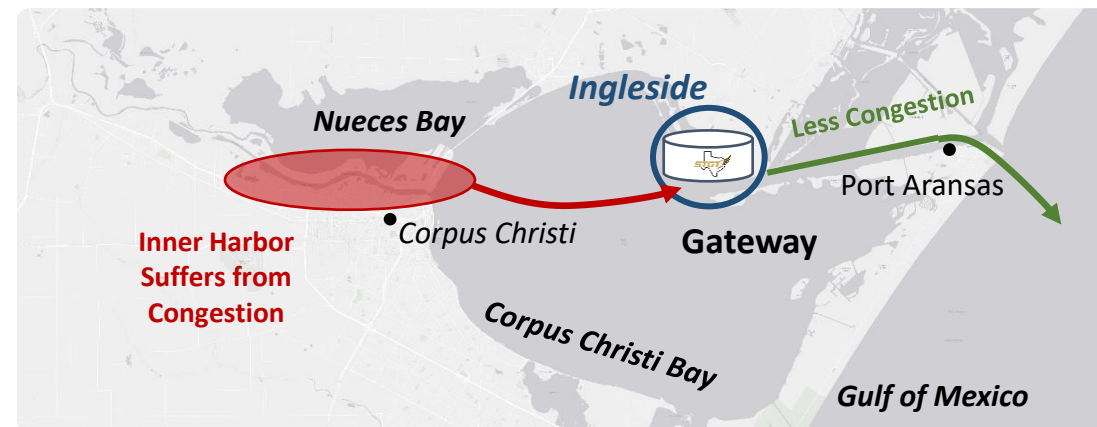 Ingleside
Nueces Bay
Less Congestion
STGT
Port Aransas
Corpus Christi
Gateway
Inner Harbor
Suffers from
Congestion
Corpus Christi Bay
Gulf of Mexico